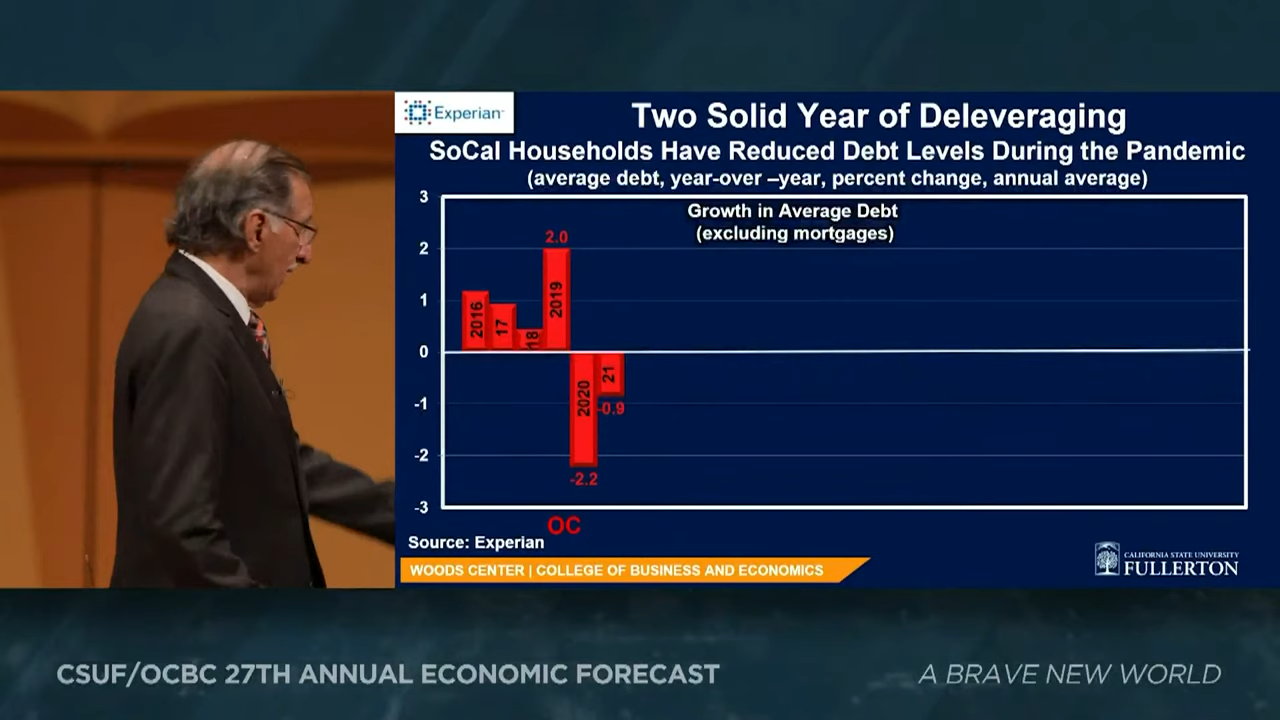 Experian
Two Solid Year of Deleveraging
SoCal Households Have Reduced Debt Levels During the Pandemic
(average debt, year-over –year, percent change, annual average)
Growth in Average Debt
(excluding mortgages)
3
2
1
0
-1
-2
-3
2.0
2016
17
18
2019
2020
21
-0.9
-2.2
OC
Source: Experian
WOODS CENTER | COLLEGE OF BUSINESS AND ECONOMICS
CALIFORNIA STATE UNIVERSITY
FULLERTON
CSUF/OCBC 27TH ANNUAL ECONOMIC FORECAST
A BRAVE NEW WORLD